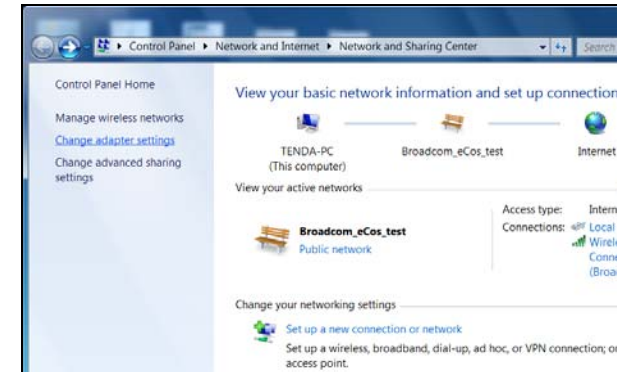 Control Panel ▸ Network and Internet ▸ Network and Sharing Center
Search
Control Panel Home
Manage wireless networks
Change adapter settings
Change advanced sharing
settings
View your basic network information and set up connection
TENDA-PC
(This computer)
Broadcom_eCos_test
Internet
View your active networks
Broadcom_eCos_test
Public network
Access type: Intern
Connections: Local
Wirele
Conne
(Broa
Change your networking settings
Set up a new connection or network
Set up a wireless, broadband, dial-up, ad hoc, or VPN connection; or
access point.